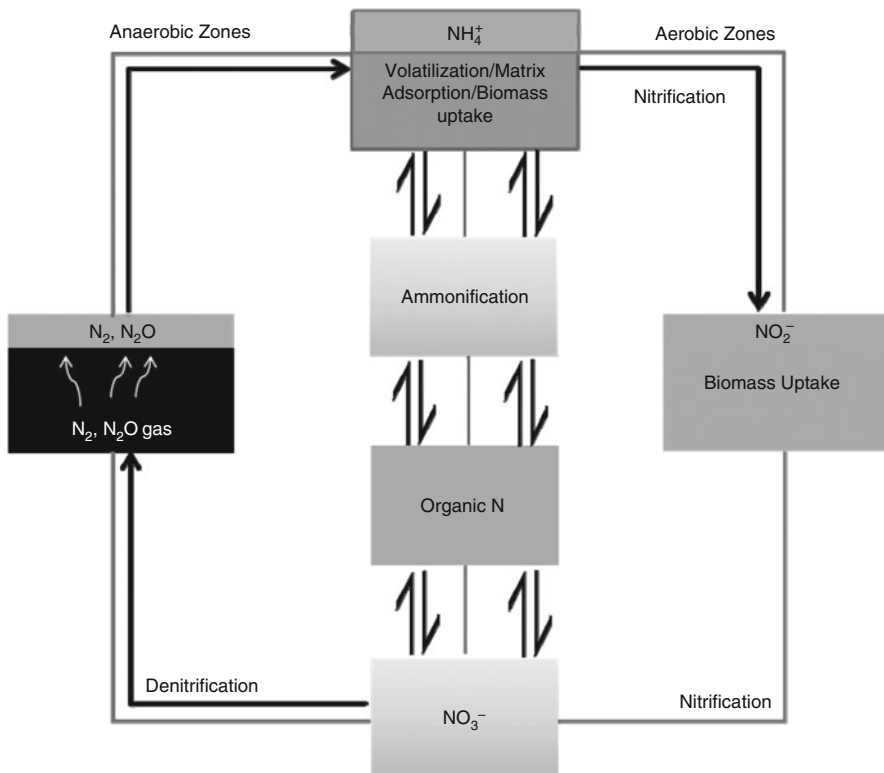 Anaerobic Zones
NH₄⁺
Aerobic Zones
Volatilization/Matrix
Adsorption/Biomass
uptake
Nitrification
Ammonification
N₂, N₂O
N₂, N₂O gas
NO₂⁻
Biomass Uptake
Organic N
Denitrification
NO₃⁻
Nitrification